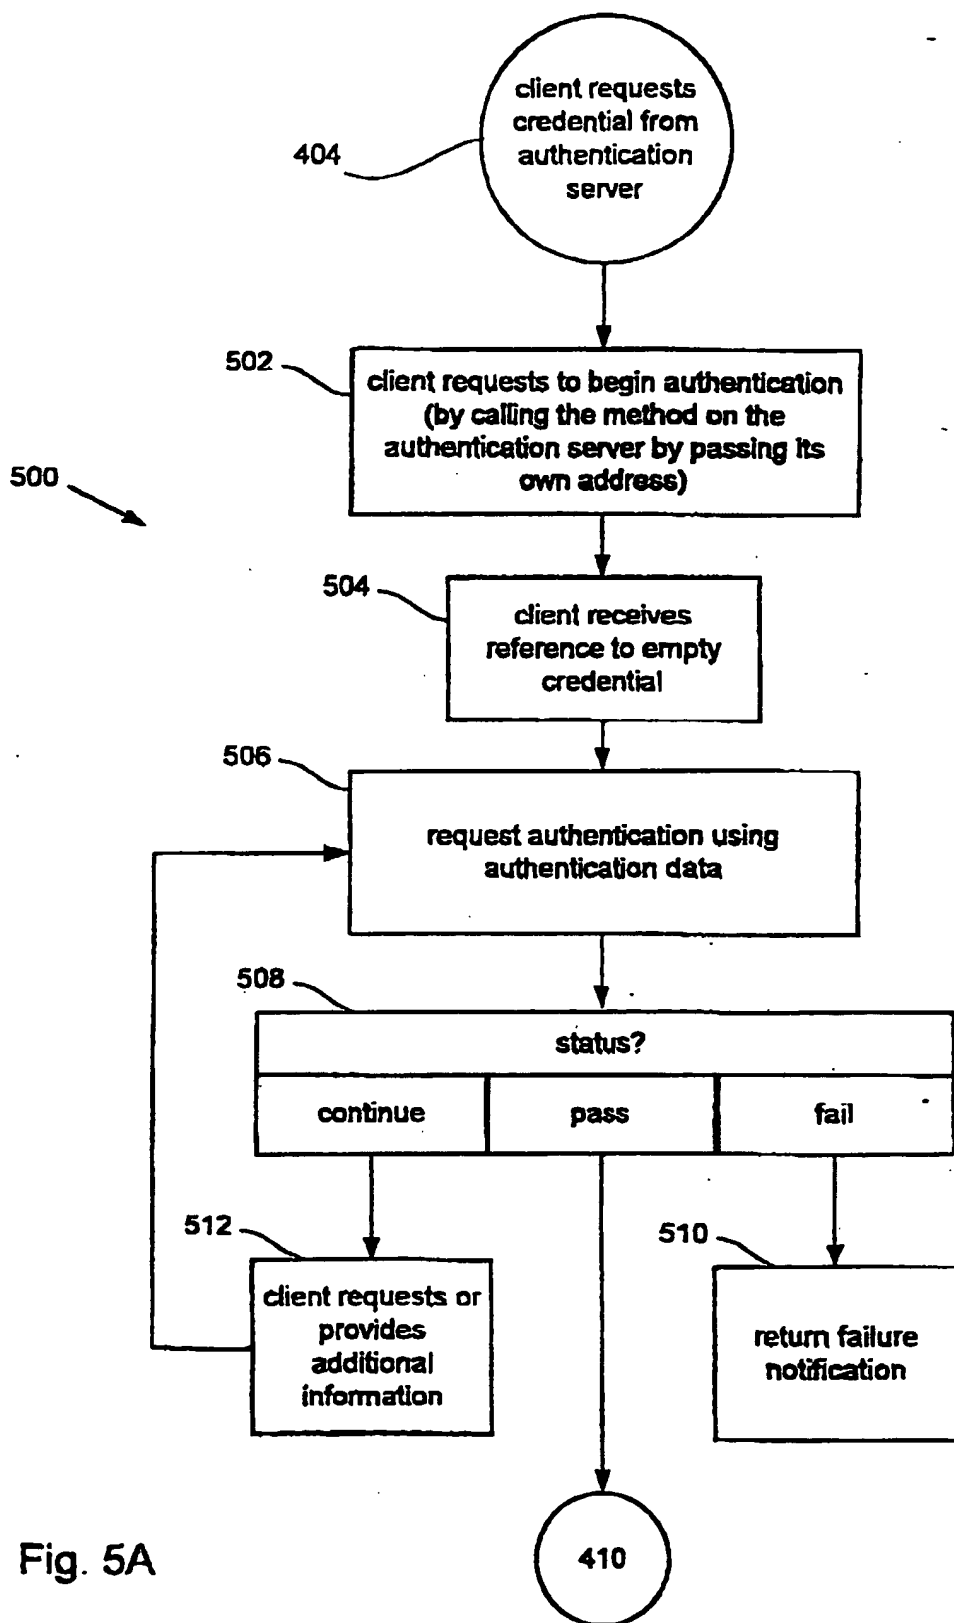 client requests
credential from
authentication
server
404
502
client requests to begin authentication
(by calling the method on the
authentication server by passing its
own address)
500
504
client receives
reference to empty
credential
506
request authentication using
authentication data
508
status?
continue
pass
fail
512
client requests or
provides
additional
information
510
return failure
notification
410
Fig. 5A